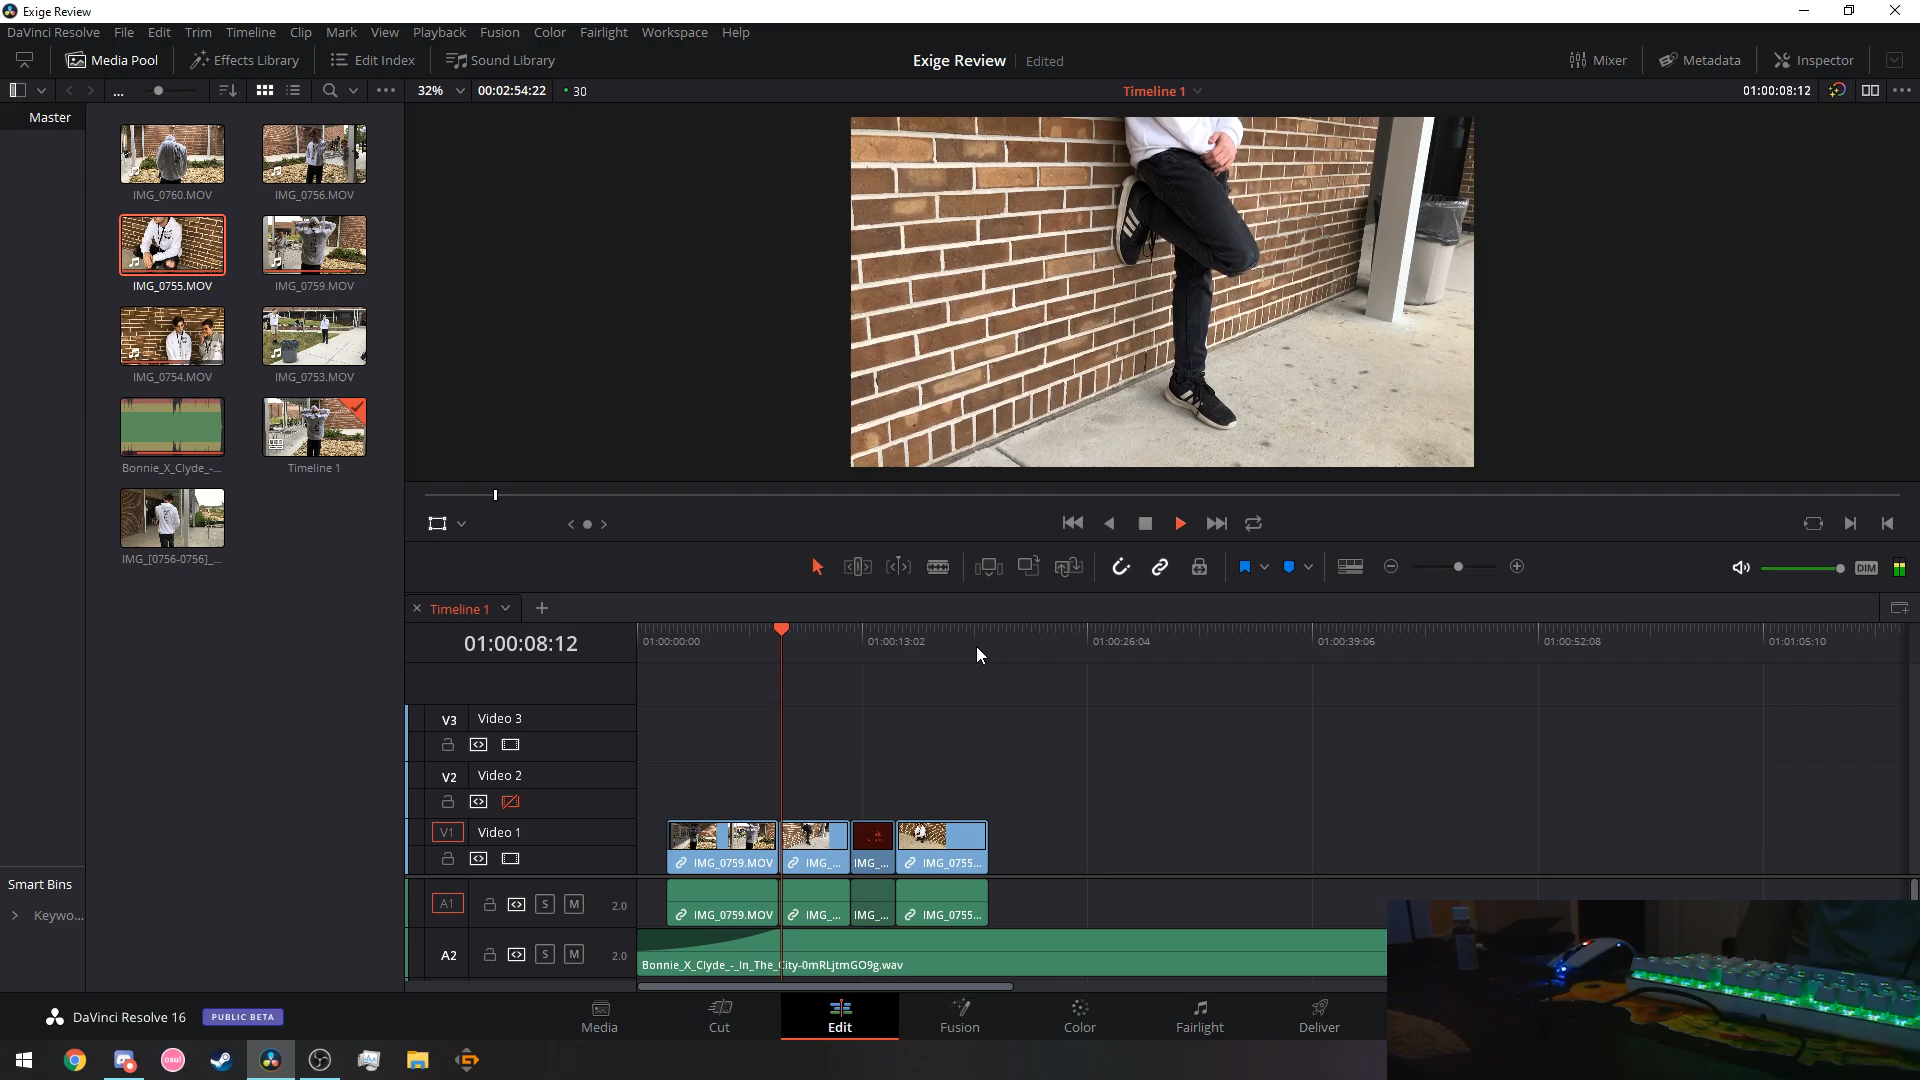 Exige Review
DaVinci Resolve File Edit Trim Timeline Clip Mark View Playback Fusion Color Fairlight Workspace Help
Media Pool Effects Library Edit Index Sound Library Exige Review Edited Mixer Metadata Inspector
... 32% 00:02:54:22 30 Timeline 1 01:00:08:12
Master
IMG_0760.MOV IMG_0756.MOV
IMG_0755.MOV IMG_0759.MOV
IMG_0754.MOV IMG_0753.MOV
Bonnie_X_Clyde_-... Timeline 1
IMG_[0756-0756]_...
DIM
Timeline 1
01:00:08:12 01:00:00:00 01:00:13:02 01:00:26:04 01:00:39:06 01:00:52:08 01:01:05:10
V3 Video 3
V2 Video 2
V1 Video 1
IMG_0759.MOV IMG_... IMG_... IMG_0755...
Smart Bins
Keywo...
A1 S M 2.0 IMG_0759.MOV IMG_... IMG_... IMG_0755...
A2 S M 2.0
Bonnie_X_Clyde_-_In_The_City-0mRLjtmGO9g.wav
DaVinci Resolve 16 PUBLIC BETA
Media Cut Edit Fusion Color Fairlight Deliver
osu!